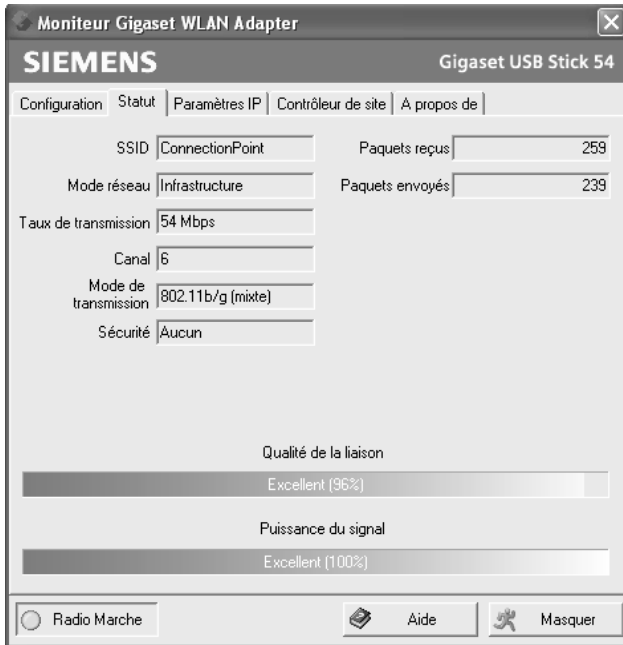 Moniteur Gigaset WLAN Adapter
SIEMENS
Gigaset USB Stick 54
Configuration
Statut
Paramètres IP
Contrôleur de site
A propos de
SSID
ConnectionPoint
Mode réseau
Infrastructure
Taux de transmission
54 Mbps
Canal
6
Mode de
transmission
802.11b/g (mixte)
Sécurité
Aucun
Paquets reçus
259
Paquets envoyés
239
Qualité de la liaison
Excellent (96%)
Puissance du signal
Excellent (100%)
Radio Marche
Aide
Masquer